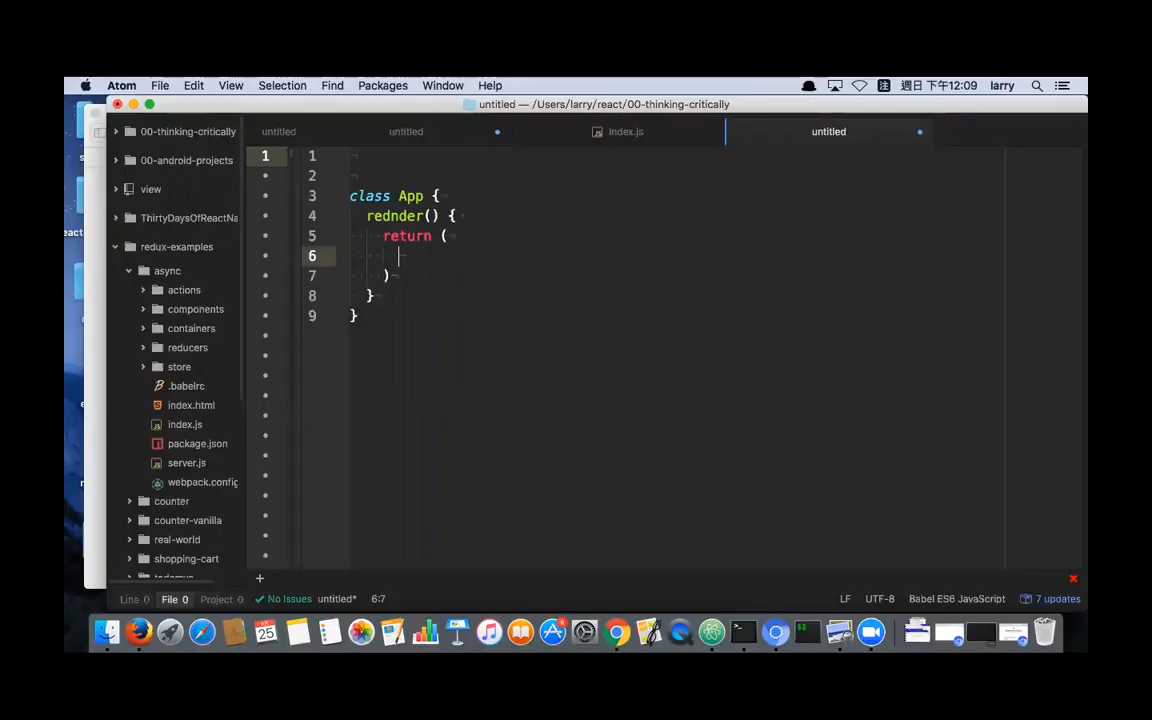 Atom File Edit View Selection Find Packages Window Help 注 週日 下午12:09 larry
untitled — /Users/larry/react/00-thinking-critically
untitled untitled index.js untitled
00-thinking-critically
00-android-projects
view
ThirtyDaysOfReactNa
redux-examples
async
actions
components
containers
reducers
store
.babelrc
index.html
index.js
package.json
server.js
webpack.config
counter
counter-vanilla
real-world
shopping-cart
1
1
2
3 class App {
4 rednder() {
5 return (
6
7 )
8 }
9 }
+
Line 0 File 0 Project 0 No Issues untitled* 6:7 LF UTF-8 Babel ES6 JavaScript 7 updates
25